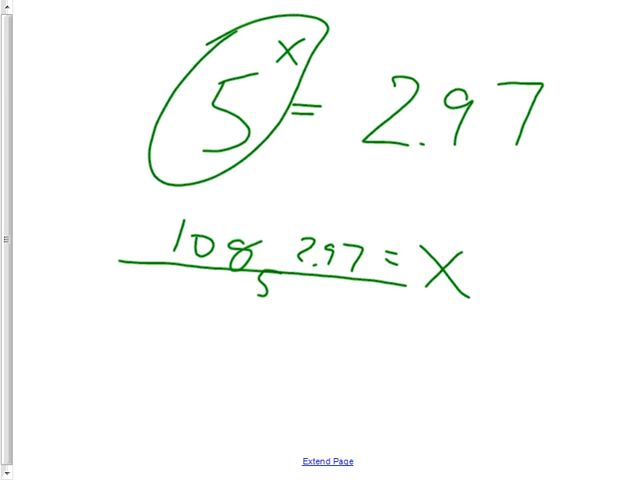 5^x = 2.97
log_5 2.97 = x
Extend Page